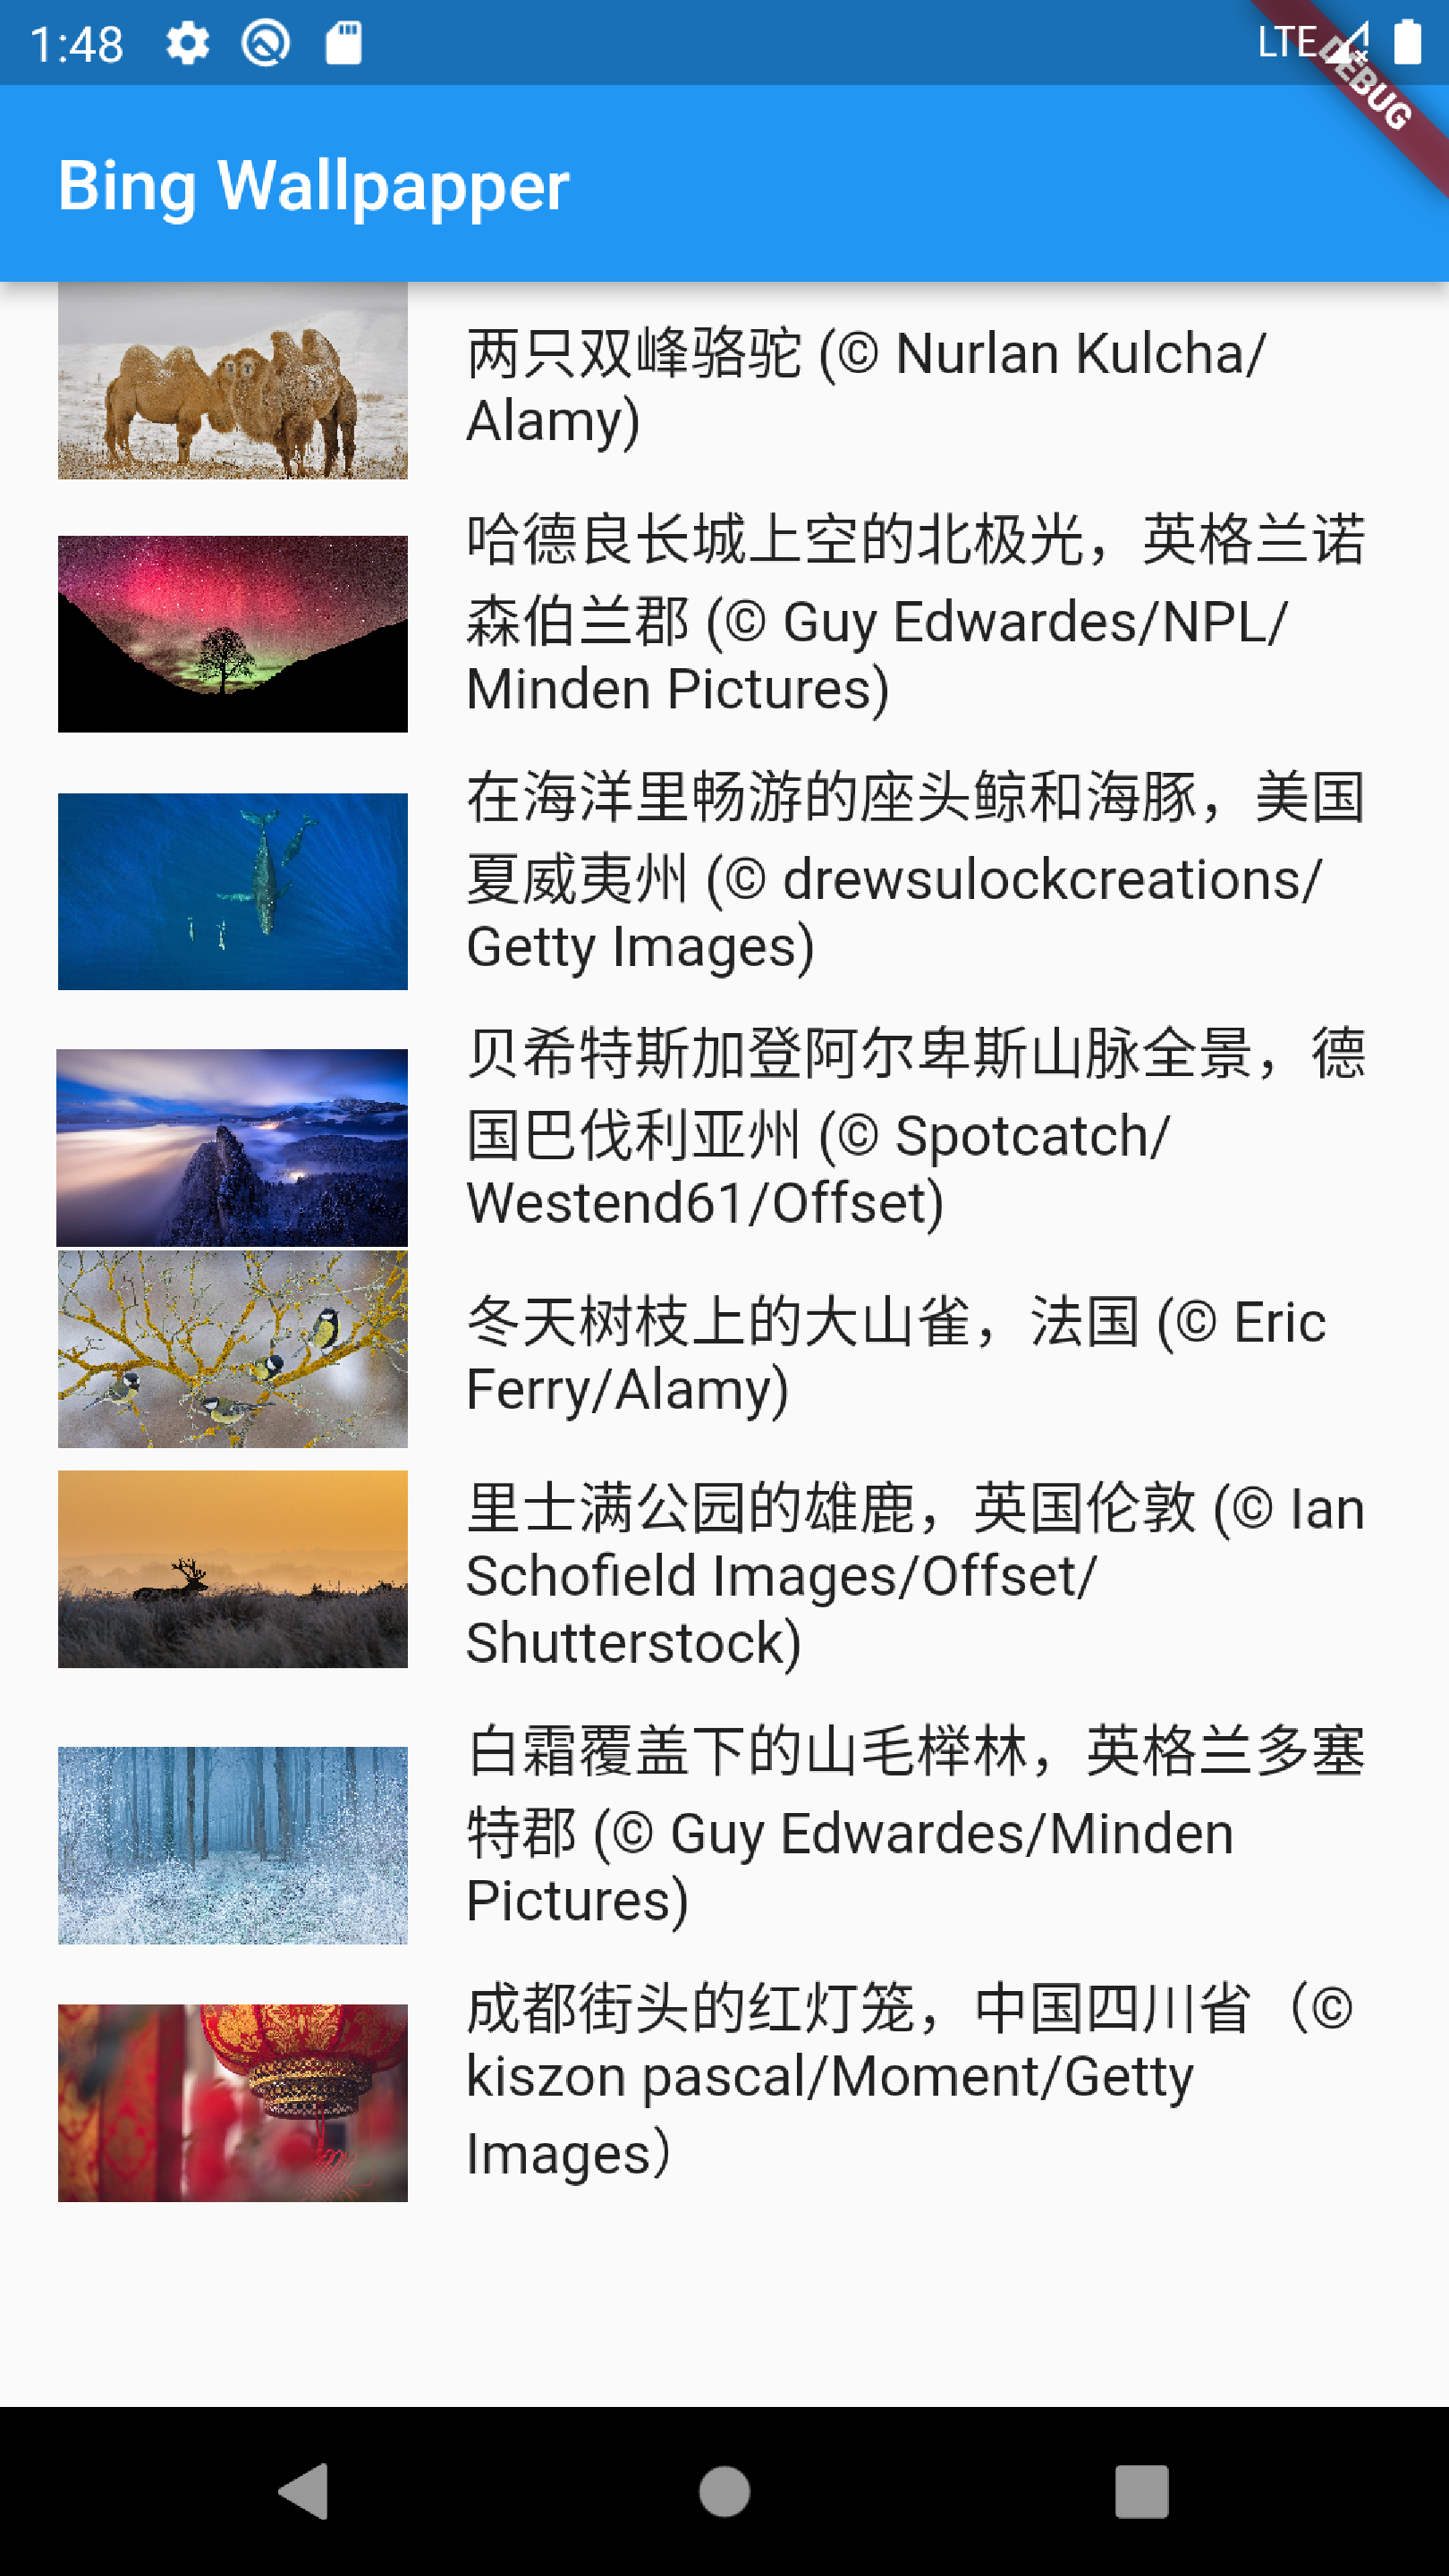 1:48
LTE
DEBUG
Bing Wallpapper
两只双峰骆驼 (© Nurlan Kulcha/
Alamy)
哈德良长城上空的北极光，英格兰诺
森伯兰郡 (© Guy Edwardes/NPL/
Minden Pictures)
在海洋里畅游的座头鲸和海豚，美国
夏威夷州 (© drewsulockcreations/
Getty Images)
贝希特斯加登阿尔卑斯山脉全景，德
国巴伐利亚州 (© Spotcatch/
Westend61/Offset)
冬天树枝上的大山雀，法国 (© Eric
Ferry/Alamy)
里士满公园的雄鹿，英国伦敦 (© Ian
Schofield Images/Offset/
Shutterstock)
白霜覆盖下的山毛榉林，英格兰多塞
特郡 (© Guy Edwardes/Minden
Pictures)
成都街头的红灯笼，中国四川省（©
kiszon pascal/Moment/Getty
Images）